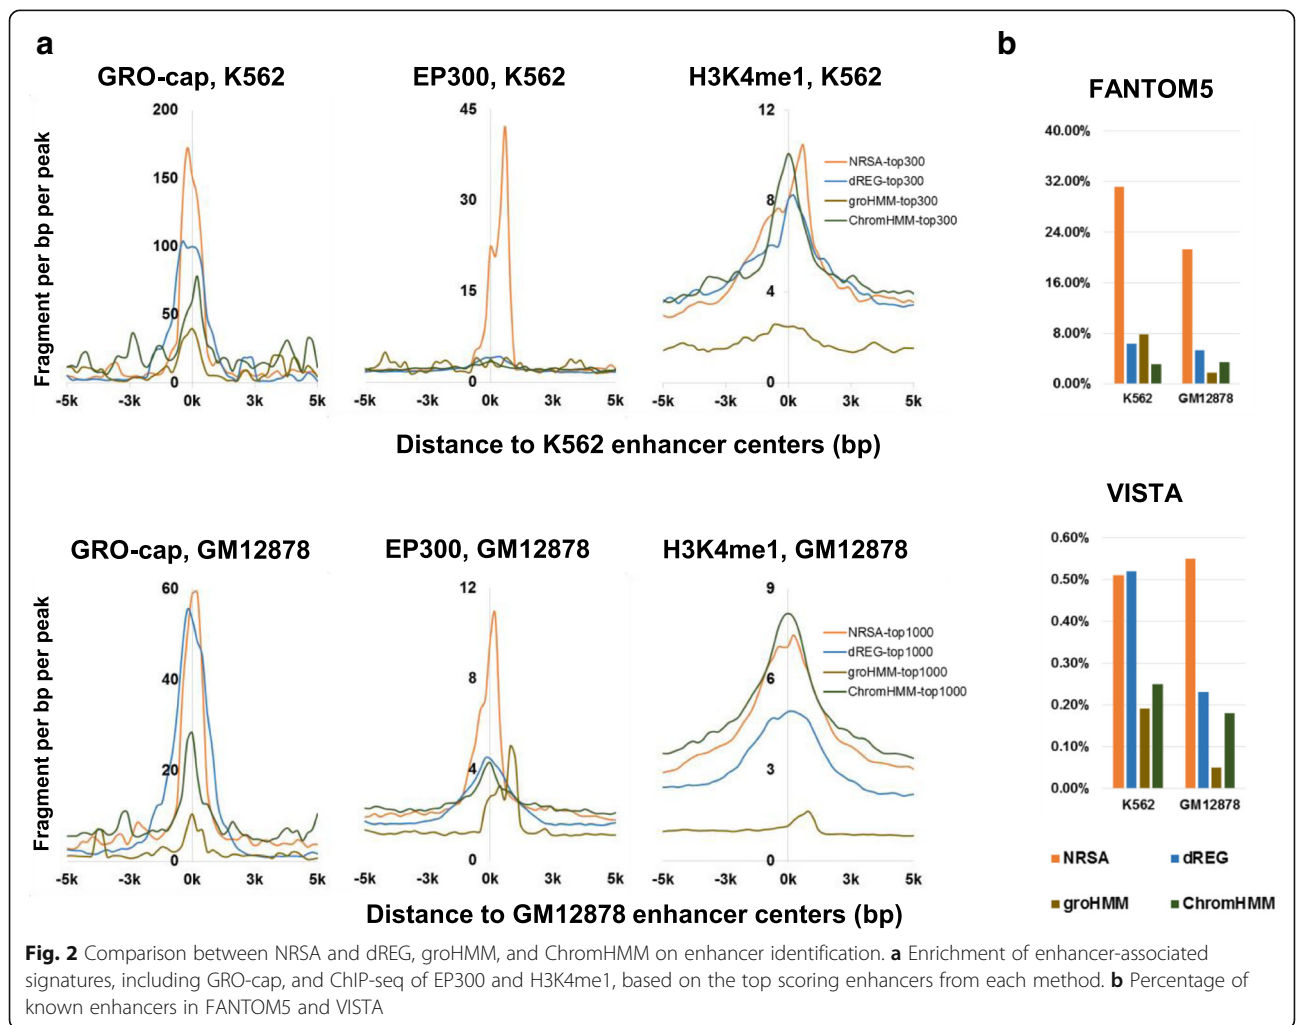 a
b
GRO-cap, K562
EP300, K562
H3K4me1, K562
FANTOM5
Fragment per bp per peak
200
150
100
50
0
-5k -3k 0k 3k 5k
45
30
15
0
-5k -3k 0k 3k 5k
12
8
4
0
-5k -3k 0k 3k 5k
NRSA-top300
dREG-top300
groHMM-top300
ChromHMM-top300
40.00%
32.00%
24.00%
16.00%
8.00%
0.00%
K562 GM12878
Distance to K562 enhancer centers (bp)
VISTA
GRO-cap, GM12878
EP300, GM12878
H3K4me1, GM12878
Fragment per bp per peak
60
40
20
0
-5k -3k 0k 3k 5k
12
8
4
0
-5k -3k 0k 3k 5k
9
6
3
0
-5k -3k 0k 3k 5k
NRSA-top1000
dREG-top1000
groHMM-top1000
ChromHMM-top1000
0.60%
0.50%
0.40%
0.30%
0.20%
0.10%
0.00%
K562 GM12878
NRSA dREG
groHMM ChromHMM
Distance to GM12878 enhancer centers (bp)
Fig. 2 Comparison between NRSA and dREG, groHMM, and ChromHMM on enhancer identification. a Enrichment of enhancer-associated
signatures, including GRO-cap, and ChIP-seq of EP300 and H3K4me1, based on the top scoring enhancers from each method. b Percentage of
known enhancers in FANTOM5 and VISTA